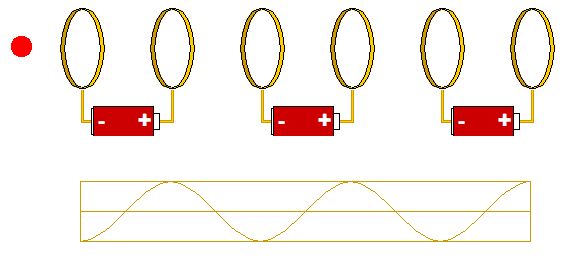 - + - + - +